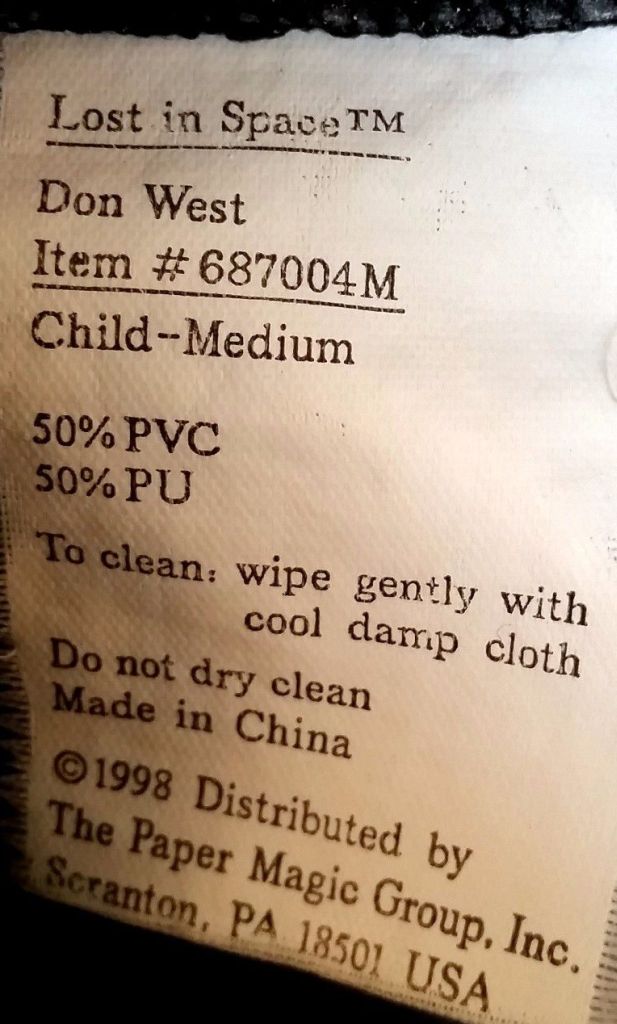 Lost in Space™
Don West
Item #687004M
Child-Medium
50% PVC
50% PU
To clean: wipe gently with
cool damp cloth
Do not dry clean
Made in China
©1998 Distributed by
The Paper Magic Group, Inc.
Scranton, PA 18501 USA